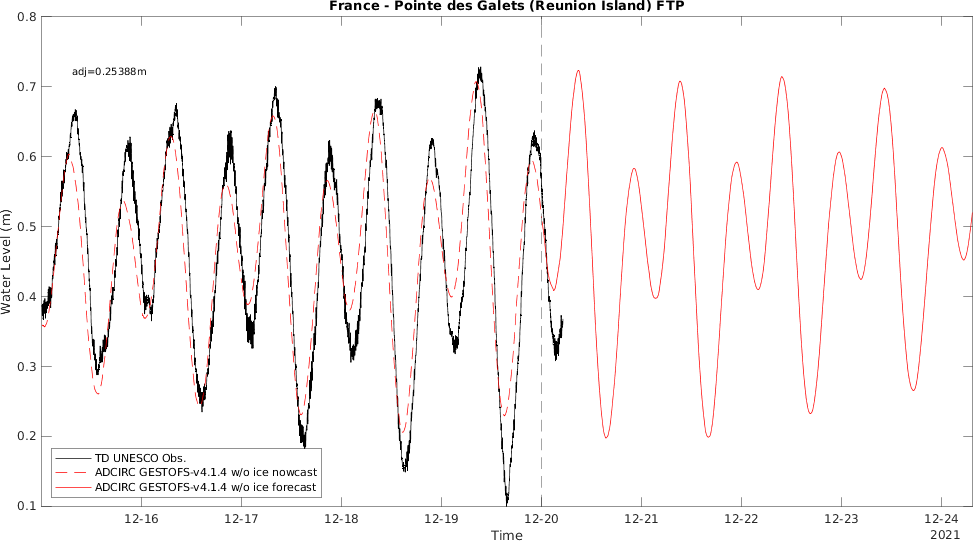 France - Pointe des Galets (Reunion Island) FTP
adj=0.25388m
0.8
0.7
0.6
0.5
0.4
0.3
0.2
0.1
Water Level (m)
TD UNESCO Obs.
ADCIRC GESTOFS-v4.1.4 w/o ice nowcast
ADCIRC GESTOFS-v4.1.4 w/o ice forecast
12-16 12-17 12-18 12-19 12-20 12-21 12-22 12-23 12-24
Time
2021